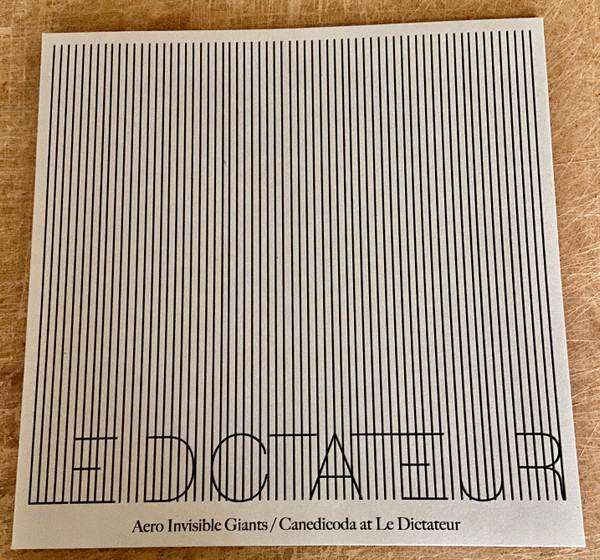 LE DICTATEUR
Aero Invisible Giants / Canedicoda at Le Dictateur